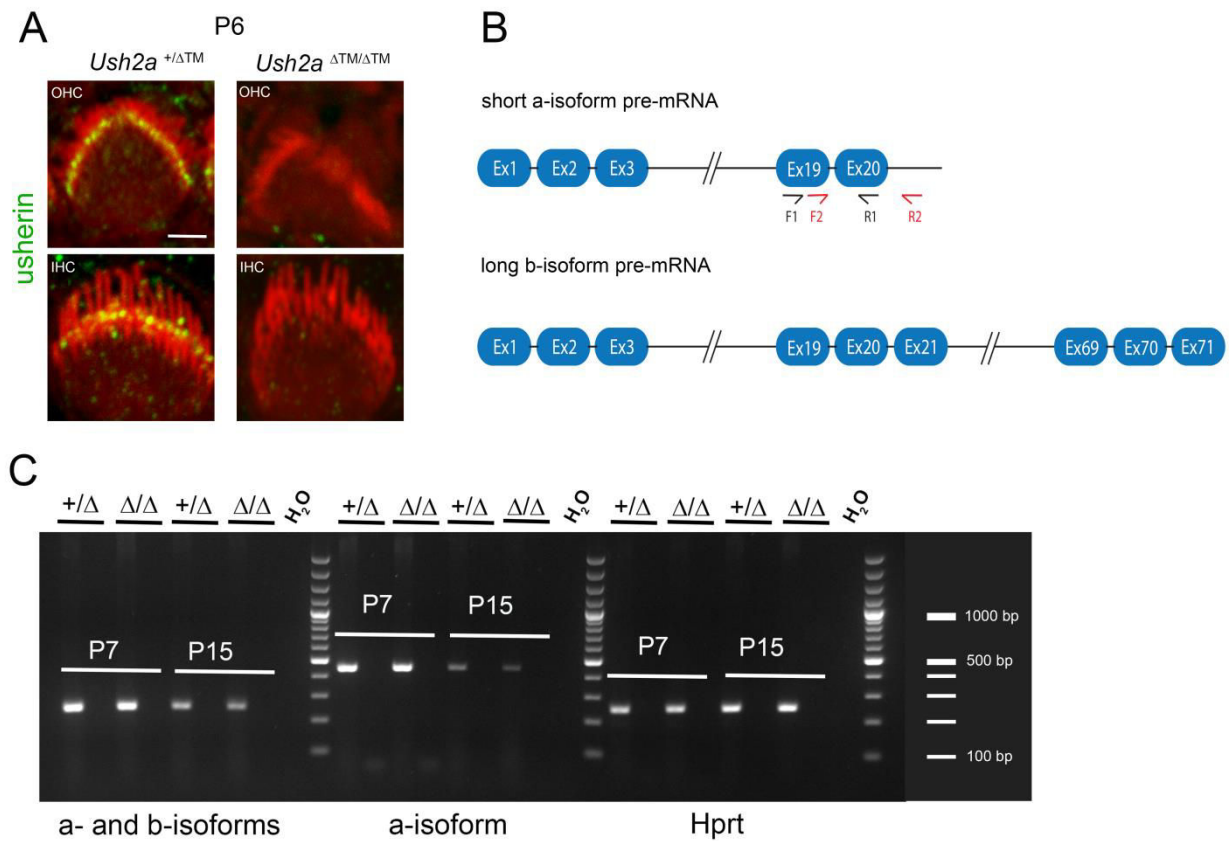 A
P6
Ush2a +/ΔTM
Ush2a ΔTM/ΔTM
usherin
OHC
OHC
IHC
IHC
B
short a-isoform pre-mRNA
Ex1 Ex2 Ex3 // Ex19 Ex20
F1 F2 R1 R2
long b-isoform pre-mRNA
Ex1 Ex2 Ex3 // Ex19 Ex20 Ex21 // Ex69 Ex70 Ex71
C
+/Δ Δ/Δ +/Δ Δ/Δ H2O +/Δ Δ/Δ +/Δ Δ/Δ H2O +/Δ Δ/Δ +/Δ Δ/Δ H2O
P7 P15
P7 P15
P7 P15
1000 bp
500 bp
100 bp
a- and b-isoforms
a-isoform
Hprt